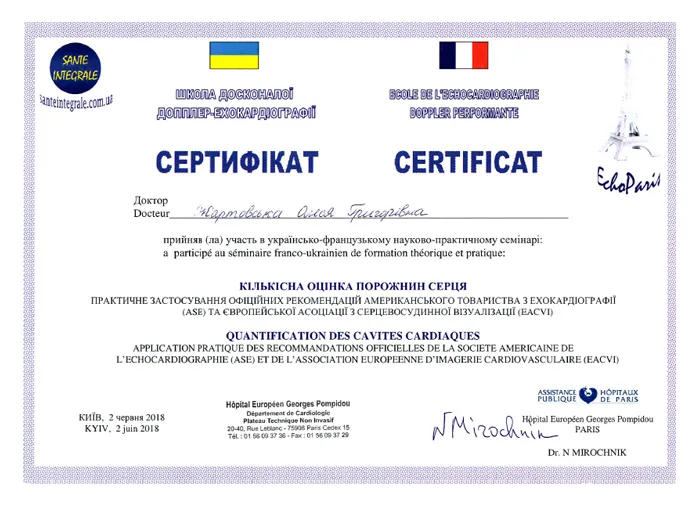 SANTE
INTEGRALE
santeintegrale.com.ua
ШКОЛА ДОСКОНАЛОЇ
ДОППЛЕР-ЕХОКАРДІОГРАФІЇ
ECOLE DE L'ECHOCARDIOGRAPHIE
DOPPLER PERFORMANTE
EchoParis
СЕРТИФІКАТ
CERTIFICAT
Доктор
Docteur Жартовська Олеся Григорівна
прийняв (ла) участь в українсько-французькому науково-практичному семінарі:
a participé au séminaire franco-ukrainien de formation théorique et pratique:
КІЛЬКІСНА ОЦІНКА ПОРОЖНИН СЕРЦЯ
ПРАКТИЧНЕ ЗАСТОСУВАННЯ ОФІЦІЙНИХ РЕКОМЕНДАЦІЙ АМЕРИКАНСЬКОГО ТОВАРИСТВА З ЕХОКАРДІОГРАФІЇ
(ASE) ТА ЄВРОПЕЙСЬКОЇ АСОЦІАЦІЇ З СЕРЦЕВОСУДИННОЇ ВІЗУАЛІЗАЦІЇ (EACVI)
QUANTIFICATION DES CAVITES CARDIAQUES
APPLICATION PRATIQUE DES RECOMMANDATIONS OFFICIELLES DE LA SOCIETE AMERICAINE DE
L'ECHOCARDIOGRAPHIE (ASE) ET DE L'ASSOCIATION EUROPEENNE D'IMAGERIE CARDIOVASCULAIRE (EACVI)
КИЇВ, 2 червня 2018
KYIV, 2 juin 2018
Hôpital Européen Georges Pompidou
Département de Cardiologie
Plateau Technique Non Invasif
20-40, Rue Leblanc - 75908 Paris Cedex 15
Tél. : 01 56 09 37 36 - Fax : 01 56 09 37 29
ASSISTANCE PUBLIQUE HÔPITAUX DE PARIS
N Mirochnik
Hôpital Européen Georges Pompidou
PARIS
Dr. N MIROCHNIK